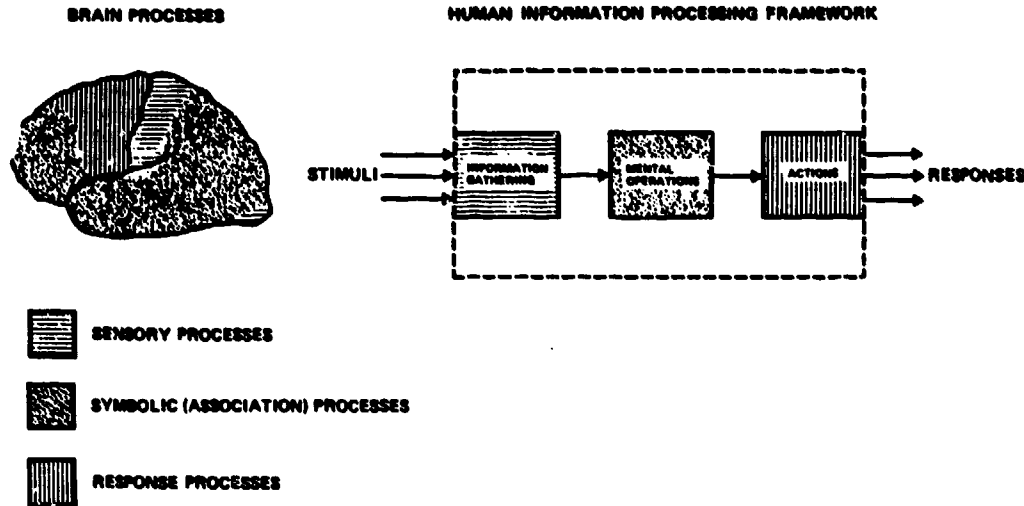 BRAIN PROCESSES
HUMAN INFORMATION PROCESSING FRAMEWORK
STIMULI
INFORMATION
GATHERING
MENTAL
OPERATIONS
ACTIONS
RESPONSES
SENSORY PROCESSES
SYMBOLIC (ASSOCIATION) PROCESSES
RESPONSE PROCESSES